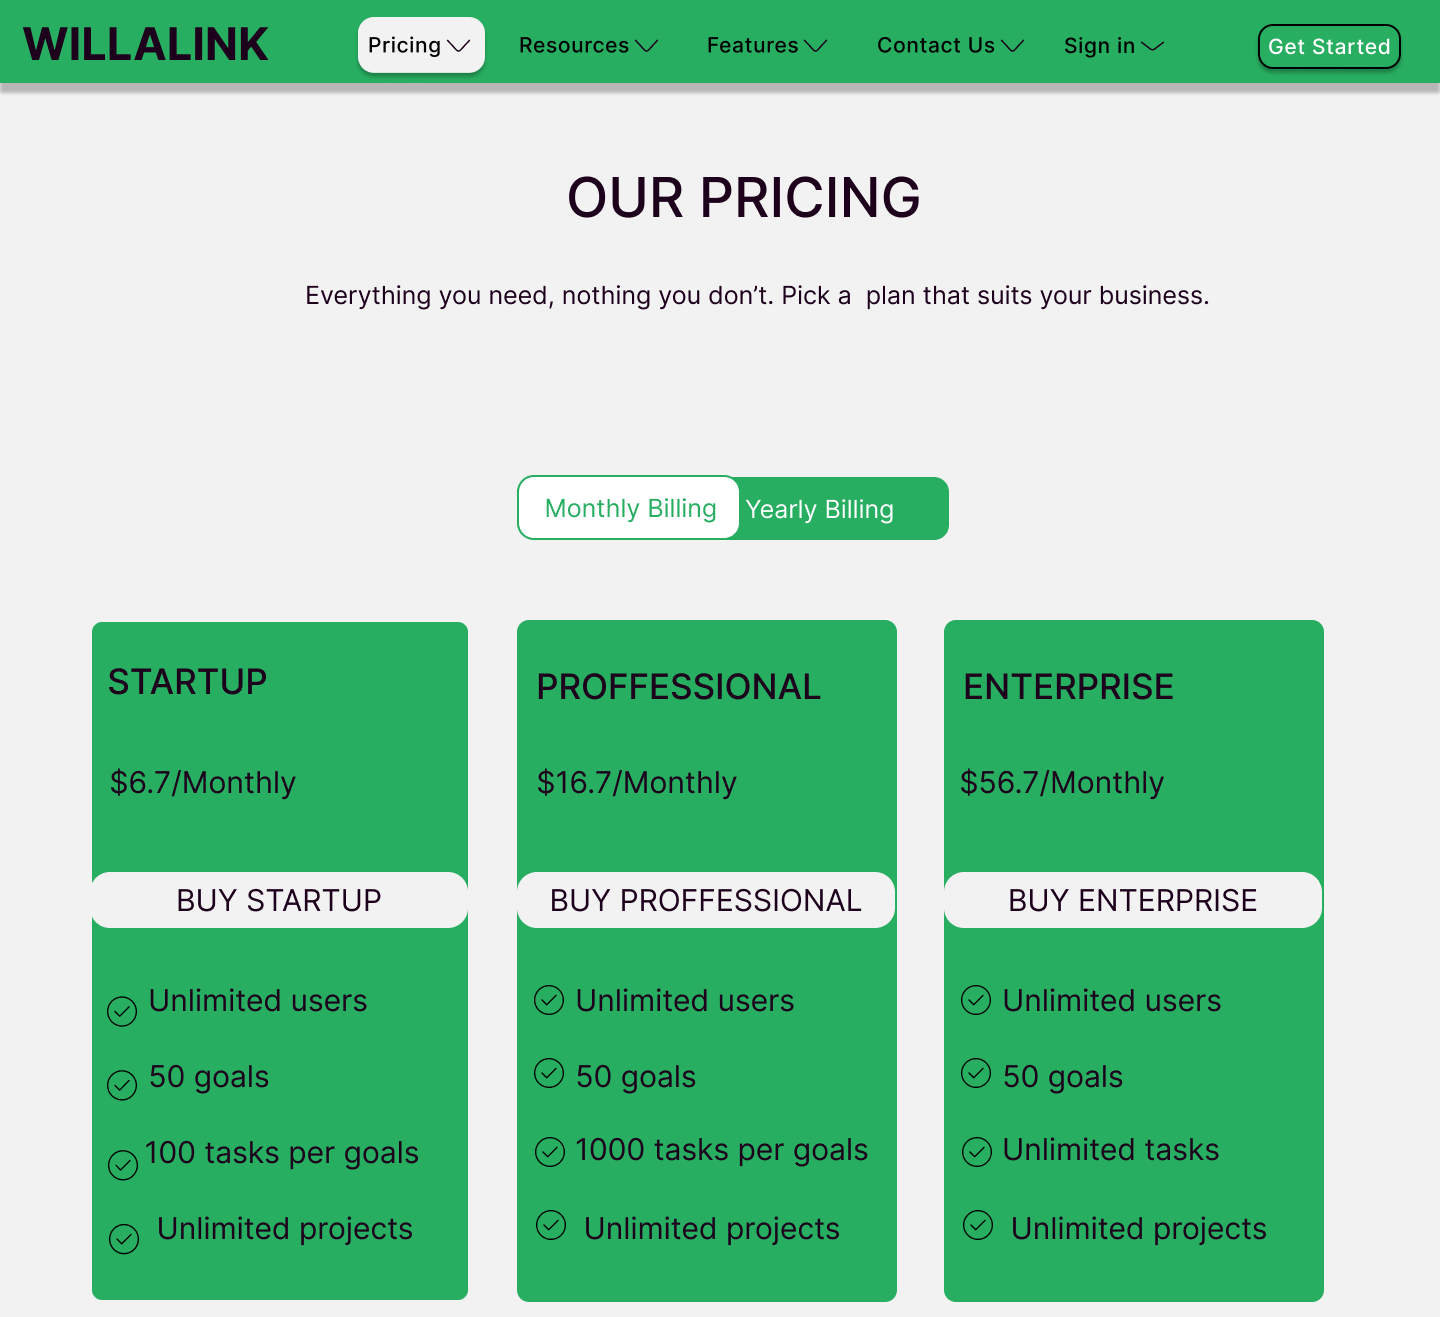 WILLALINK
Pricing
Resources
Features
Contact Us
Sign in
Get Started
OUR PRICING
Everything you need, nothing you don’t. Pick a  plan that suits your business.
Monthly Billing
Yearly Billing
STARTUP
$6.7/Monthly
BUY STARTUP
Unlimited users
50 goals
100 tasks per goals
Unlimited projects
PROFFESSIONAL
$16.7/Monthly
BUY PROFFESSIONAL
Unlimited users
50 goals
1000 tasks per goals
Unlimited projects
ENTERPRISE
$56.7/Monthly
BUY ENTERPRISE
Unlimited users
50 goals
Unlimited tasks
Unlimited projects